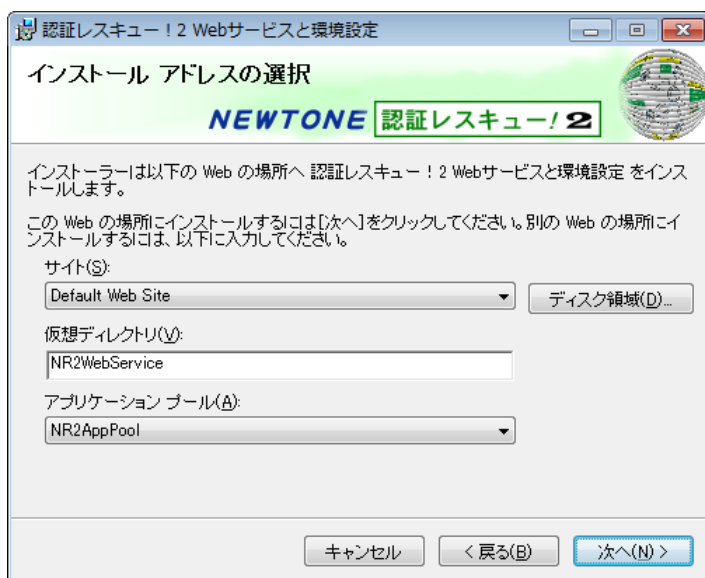 認証レスキュー！2 Webサービスと環境設定
インストール アドレスの選択
NEWTONE 認証レスキュー!2
インストーラーは以下の Web の場所へ 認証レスキュー！2 Webサービスと環境設定 をインス
トールします。
この Web の場所にインストールするには[次へ]をクリックしてください。別の Web の場所にイ
ンストールするには、以下に入力してください。
サイト(S):
Default Web Site
ディスク領域(D)...
仮想ディレクトリ(V):
NR2WebService
アプリケーション プール(A):
NR2AppPool
キャンセル
< 戻る(B)
次へ(N) >